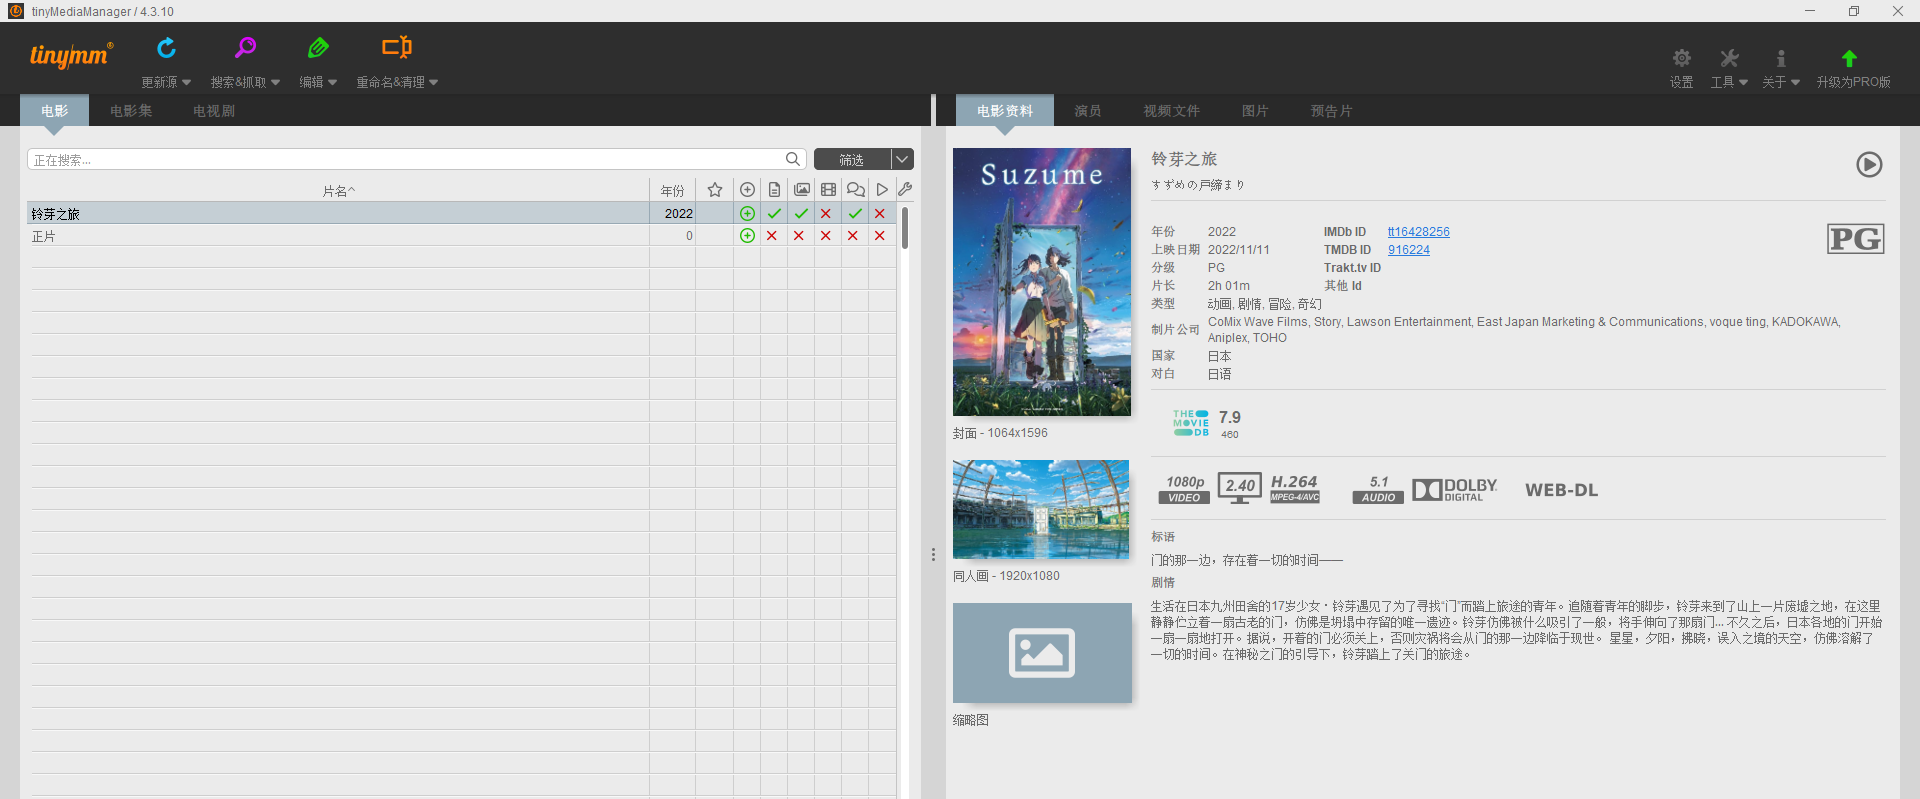 tinyMediaManager / 4.3.10
tinymm®
更新源
搜索&抓取
编辑
重命名&清理
设置
工具
关于
升级为PRO版
电影
电影集
电视剧
电影资料
演员
视频文件
图片
预告片
正在搜索...
筛选
片名^
年份
铃芽之旅
2022
正片
0
Suzume
封面 - 1064x1596
同人画 - 1920x1080
缩略图
铃芽之旅
すずめの戸締まり
年份 2022 IMDb ID tt16428256
上映日期 2022/11/11 TMDB ID 916224
分级 PG Trakt.tv ID
片长 2h 01m 其他 Id
类型 动画, 剧情, 冒险, 奇幻
制片公司 CoMix Wave Films, Story, Lawson Entertainment, East Japan Marketing & Communications, voque ting, KADOKAWA,
Aniplex, TOHO
国家 日本
对白 日语
PG
THE
MOVIE
DB
7.9
460
1080p
VIDEO
2.40
H.264
MPEG-4/AVC
5.1
AUDIO
DOLBY
DIGITAL
WEB-DL
标语
门的那一边，存在着一切的时间——
剧情
生活在日本九州田舍的17岁少女・铃芽遇见了为了寻找“门”而踏上旅途的青年。追随着青年的脚步，铃芽来到了山上一片废墟之地，在这里
静静伫立着一扇古老的门，仿佛是坍塌中存留的唯一遗迹。铃芽仿佛被什么吸引了一般，将手伸向了那扇门... 不久之后，日本各地的门开始
一扇一扇地打开。据说，开着的门必须关上，否则灾祸将会从门的那一边降临于现世。 星星，夕阳，拂晓，误入之境的天空，仿佛溶解了
一切的时间。在神秘之门的引导下，铃芽踏上了关门的旅途。